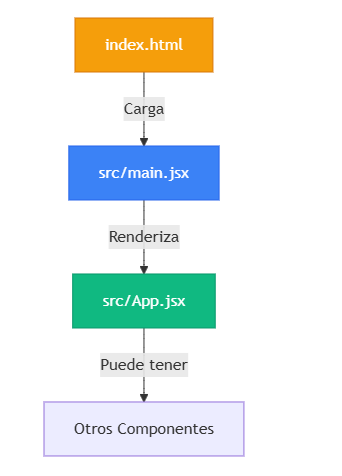 index.html
Carga
src/main.jsx
Renderiza
src/App.jsx
Puede tener
Otros Componentes